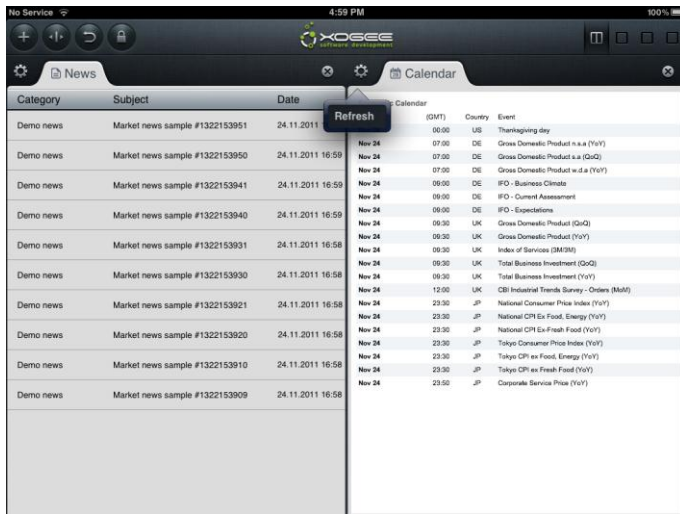 No Service 4:59 PM 100%
XOGEE
software development
News
Calendar
Category Subject Date
Demo news Market news sample #1322153951 24.11.2011
Demo news Market news sample #1322153950 24.11.2011 16:59
Demo news Market news sample #1322153941 24.11.2011 16:59
Demo news Market news sample #1322153940 24.11.2011 16:59
Demo news Market news sample #1322153931 24.11.2011 16:58
Demo news Market news sample #1322153930 24.11.2011 16:58
Demo news Market news sample #1322153921 24.11.2011 16:58
Demo news Market news sample #1322153920 24.11.2011 16:58
Demo news Market news sample #1322153910 24.11.2011 16:58
Demo news Market news sample #1322153909 24.11.2011 16:58
Refresh
Calendar
(GMT) Country Event
00:00 US Thanksgiving day
Nov 24 07:00 DE Gross Domestic Product n.s.a (YoY)
Nov 24 07:00 DE Gross Domestic Product s.a (QoQ)
Nov 24 07:00 DE Gross Domestic Product w.d.a (YoY)
Nov 24 09:00 DE IFO - Business Climate
Nov 24 09:00 DE IFO - Current Assessment
Nov 24 09:00 DE IFO - Expectations
Nov 24 09:30 UK Gross Domestic Product (QoQ)
Nov 24 09:30 UK Gross Domestic Product (YoY)
Nov 24 09:30 UK Index of Services (3M/3M)
Nov 24 09:30 UK Total Business Investment (QoQ)
Nov 24 09:30 UK Total Business Investment (YoY)
Nov 24 12:00 UK CBI Industrial Trends Survey - Orders (MoM)
Nov 24 23:30 JP National Consumer Price Index (YoY)
Nov 24 23:30 JP National CPI Ex Food, Energy (YoY)
Nov 24 23:30 JP National CPI Ex-Fresh Food (YoY)
Nov 24 23:30 JP Tokyo Consumer Price Index (YoY)
Nov 24 23:30 JP Tokyo CPI ex Food, Energy (YoY)
Nov 24 23:30 JP Tokyo CPI ex Fresh Food (YoY)
Nov 24 23:50 JP Corporate Service Price (YoY)